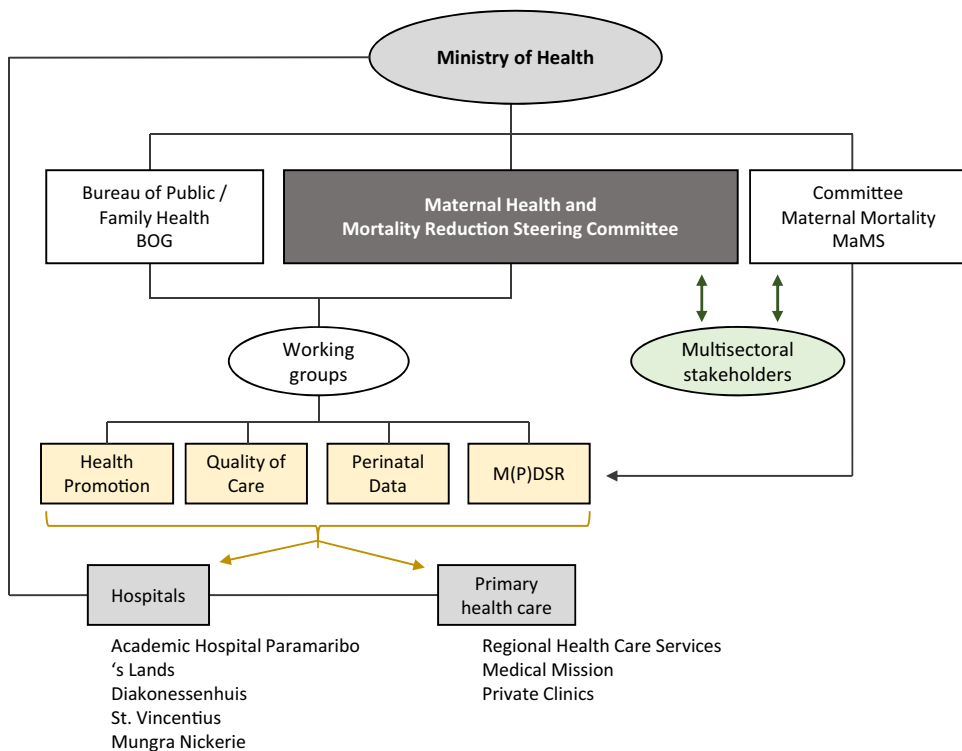 Ministry of Health
Bureau of Public /
Family Health
BOG
Maternal Health and
Mortality Reduction Steering Committee
Committee
Maternal Mortality
MaMS
Working
groups
Multisectoral
stakeholders
Health
Promotion
Quality of
Care
Perinatal
Data
M(P)DSR
Hospitals
Primary
health care
Academic Hospital Paramaribo
‘s Lands
Diakonessenhuis
St. Vincentius
Mungra Nickerie
Regional Health Care Services
Medical Mission
Private Clinics